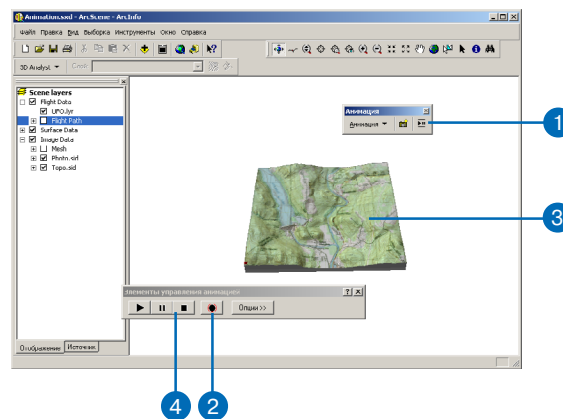 Animation.sxd - ArcScene - ArcInfo
Файл Правка Вид Выборка Инструменты Окно Справка
3D Analyst Слой:
Scene layers
Flight Data
UFO.lyr
Flight Path
Surface Data
Image Data
Mesh
Photo.sid
Topo.sid
Анимация
Анимация
1
3
Элементы управления анимацией
Опции >>
Отображение Источник
4 2